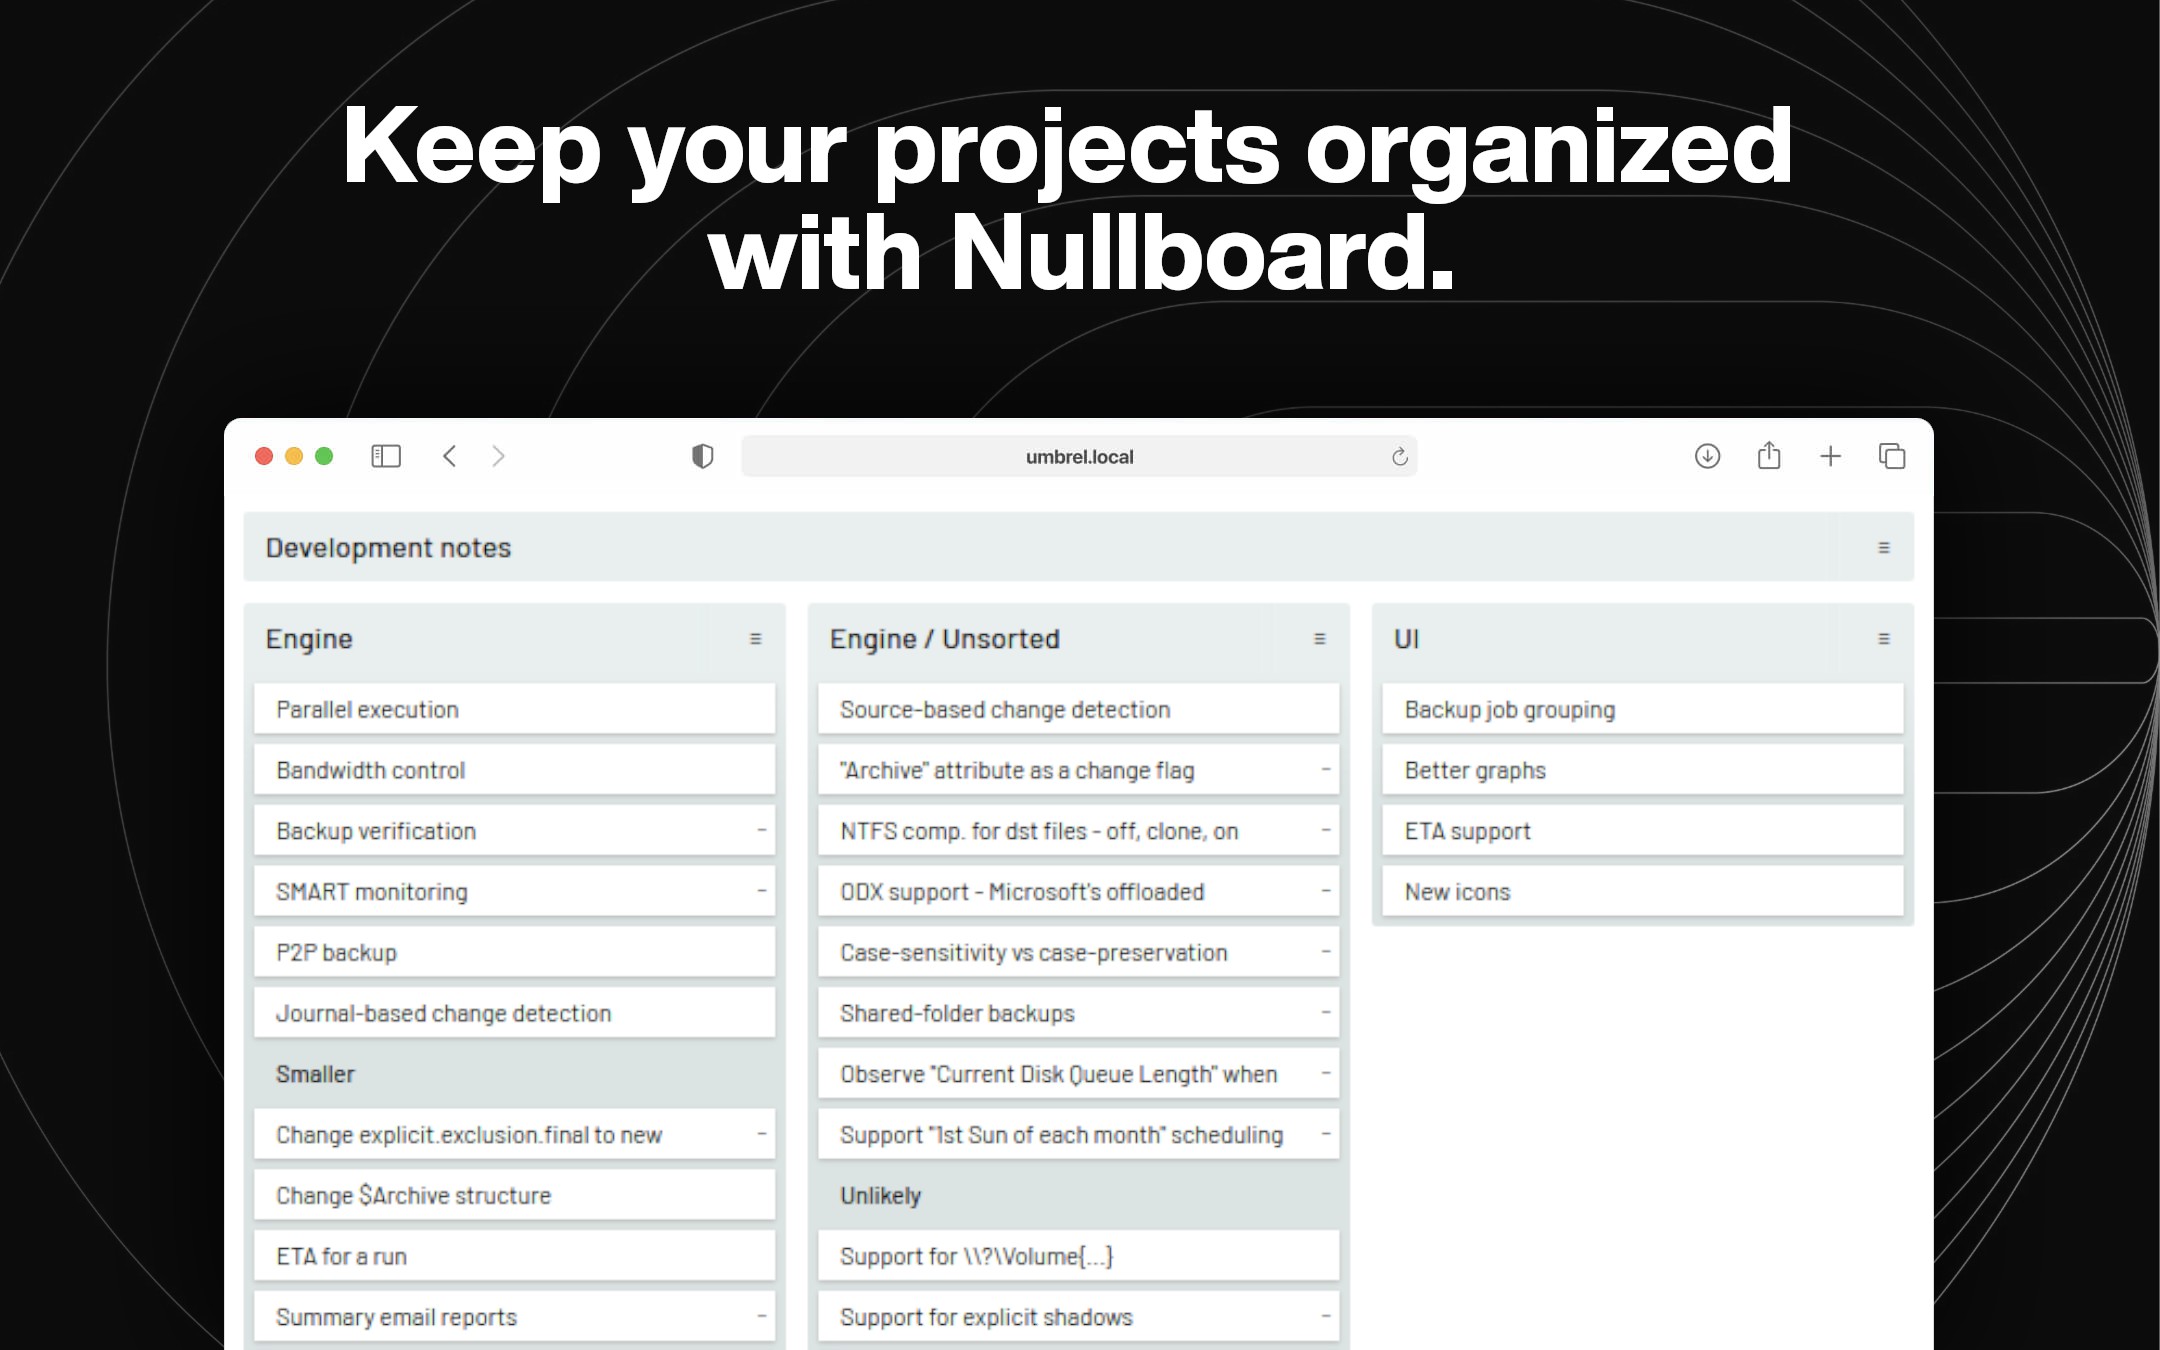 Keep your projects organized
with Nullboard.
umbrel.local
Development notes
Engine
Parallel execution
Bandwidth control
Backup verification
SMART monitoring
P2P backup
Journal-based change detection
Smaller
Change explicit.exclusion.final to new
Change $Archive structure
ETA for a run
Summary email reports
Engine / Unsorted
Source-based change detection
"Archive" attribute as a change flag
NTFS comp. for dst files - off, clone, on
ODX support - Microsoft's offloaded
Case-sensitivity vs case-preservation
Shared-folder backups
Observe "Current Disk Queue Length" when
Support "1st Sun of each month" scheduling
Unlikely
Support for \\?\Volume{...}
Support for explicit shadows
UI
Backup job grouping
Better graphs
ETA support
New icons